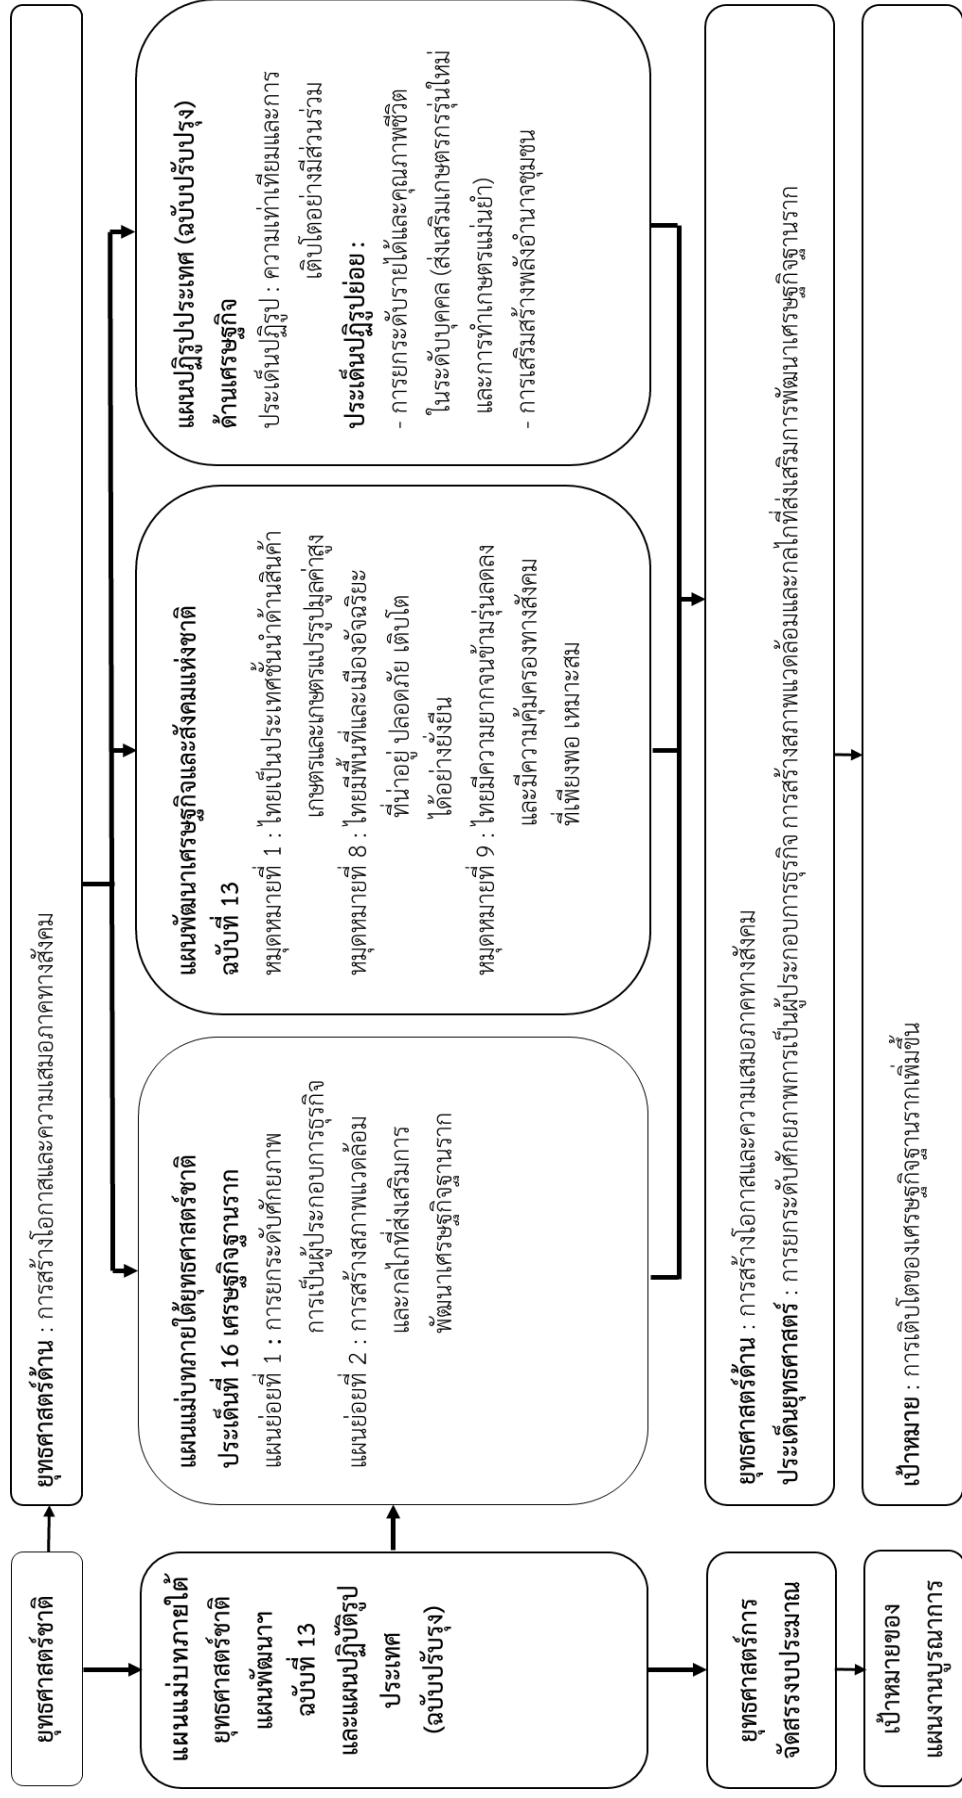 ยุทธศาสตร์ชาติ
ยุทธศาสตร์ด้าน : การสร้างโอกาสและความเสมอภาคทางสังคม
แผนแม่บทภายใต้
ยุทธศาสตร์ชาติ
แผนพัฒนาฯ
ฉบับที่ 13
และแผนปฏิบัติรูป
ประเทศ
(ฉบับปรับรุง)
แผนแม่บทภายใต้ยุทธศาสตร์ชาติ
ประเด็นที่ 16 เศรษฐกิจฐานราก
แผนย่อยที่ 1 : การยกระดับศักยภาพ
การเป็นผู้ประกอบการธุรกิจ
แผนย่อยที่ 2 : การสร้างสภาพแวดล้อม
และกลไกที่ส่งเสริมการ
พัฒนาเศรษฐกิจฐานราก
แผนพัฒนาเศรษฐกิจและสังคมแห่งชาติ
ฉบับที่ 13
หมุดหมายที่ 1 : ไทยเป็นประเทศชั้นนำด้านสินค้า
เกษตรและเกษตรแปรรูปมูลค่าสูง
หมุดหมายที่ 8 : ไทยมีพื้นที่และเมืองอัจฉริยะ
ที่น่าอยู่ ปลอดภัย เติบโต
ได้อย่างยั่งยืน
หมุดหมายที่ 9 : ไทยมีความยากจนข้ามรุ่นลดลง
และมีความคุ้มครองทางสังคม
ที่เพียงพอ เหมาะสม
แผนปฏิรูปประเทศ (ฉบับปรับปรุง)
ด้านเศรษฐกิจ
ประเด็นปฏิรูป : ความเท่าเทียมและการ
เติบโตอย่างมีส่วนร่วม
ประเด็นปฏิรูปย่อย :
- การยกระดับรายได้และคุณภาพชีวิต
ในระดับบุคคล (ส่งเสริมเกษตรกรรุ่นใหม่
และการทำเกษตรแม่นยำ)
- การเสริมสร้างพลังอำนาจชุมชน
ยุทธศาสตร์การ
จัดสรรงบประมาณ
ยุทธศาสตร์ด้าน : การสร้างโอกาสและความเสมอภาคทางสังคม
ประเด็นยุทธศาสตร์ : การยกระดับศักยภาพการเป็นผู้ประกอบการธุรกิจ การสร้างสภาพแวดล้อมและกลไกที่ส่งเสริมการพัฒนาเศรษฐกิจฐานราก
เป้าหมายของ
แผนงานบูรณาการ
เป้าหมาย : การเติบโตของเศรษฐกิจฐานรากเพิ่มขึ้น